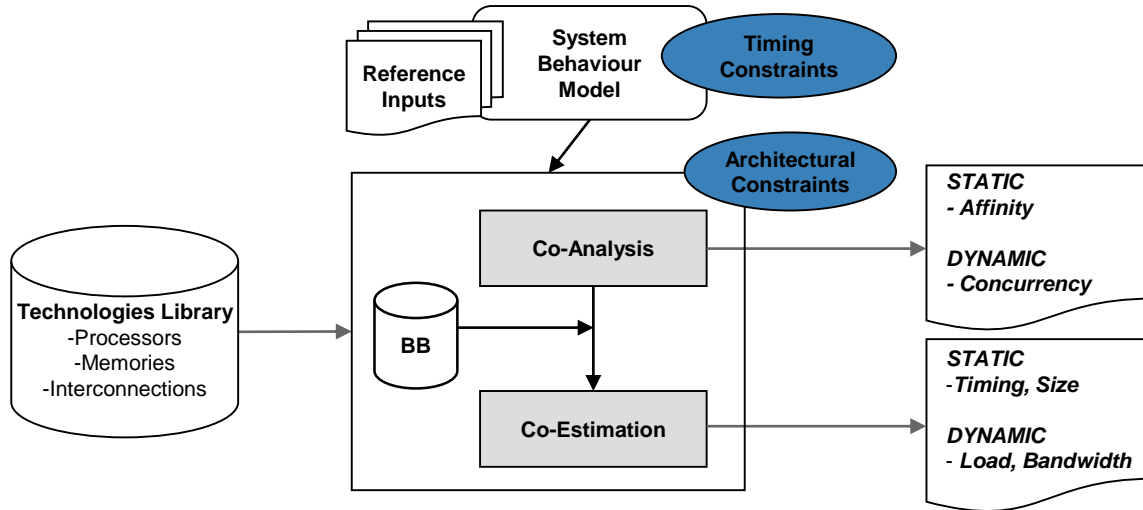 System
Behaviour
Model
Timing
Constraints
Reference
Inputs
Architectural
Constraints
STATIC
- Affinity
DYNAMIC
- Concurrency
Co-Analysis
Technologies Library
-Processors
-Memories
-Interconnections
BB
Co-Estimation
STATIC
-Timing, Size
DYNAMIC
- Load, Bandwidth